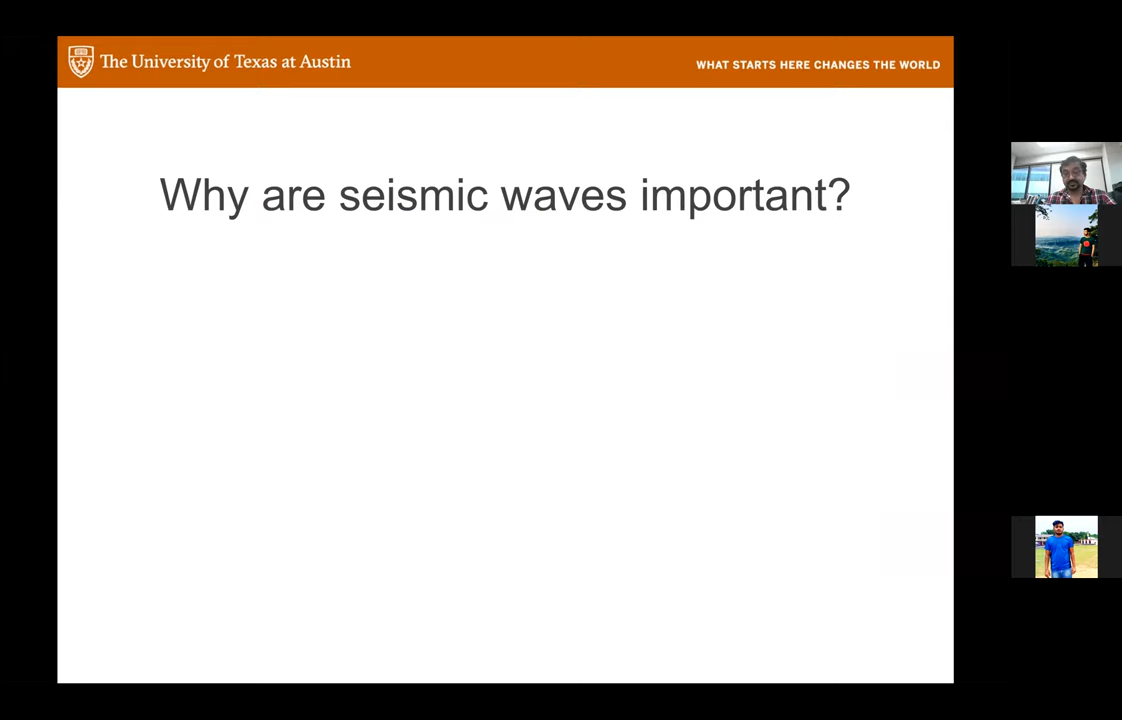 The University of Texas at Austin
WHAT STARTS HERE CHANGES THE WORLD
Why are seismic waves important?